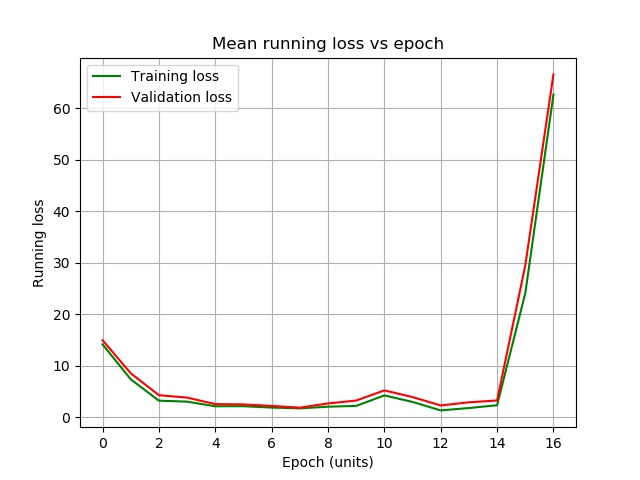 Mean running loss vs epoch
Training loss
Validation loss
60
50
40
30
20
10
0
Running loss
0 2 4 6 8 10 12 14 16
Epoch (units)